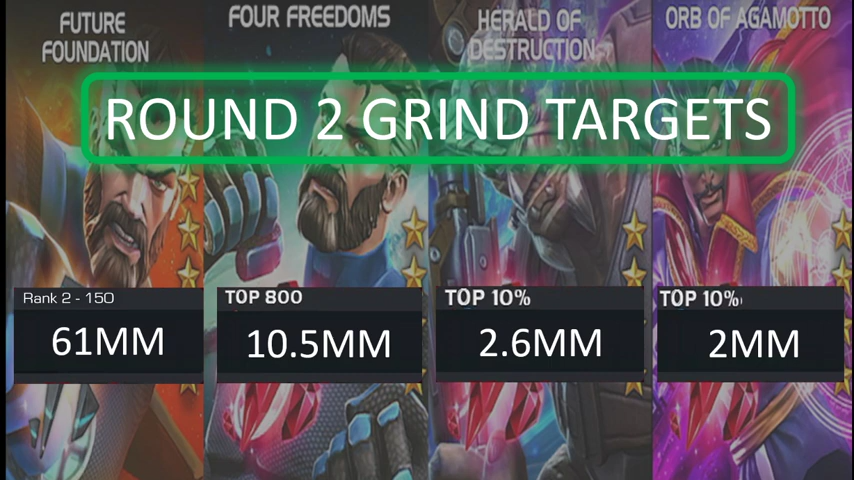 FUTURE
FOUNDATION
FOUR FREEDOMS
HERALD OF
DESTRUCTION
ORB OF AGAMOTTO
ROUND 2 GRIND TARGETS
Rank 2 - 150
61MM
TOP 800
10.5MM
TOP 10%
2.6MM
TOP 10%
2MM